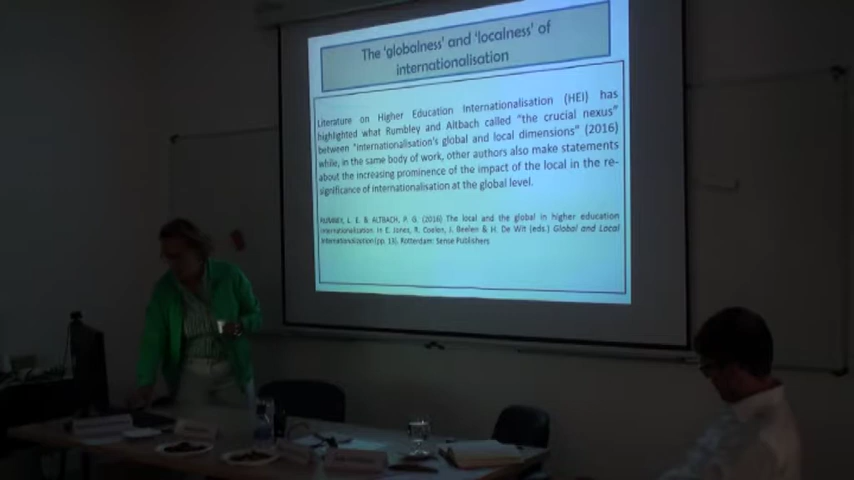 The 'globalness' and 'localness' of
internationalisation
Literature on Higher Education Internationalisation (HEI) has
highlighted what Rumbley and Altbach called "the crucial nexus"
between "internationalisation's global and local dimensions" (2016)
while, in the same body of work, other authors also make statements
about the increasing prominence of the impact of the local in the re-
significance of internationalisation at the global level.
RUMBLEY, L. E. & ALTBACH, P. G. (2016) The local and the global in higher education
internationalization. In E. Jones, R. Coelen, J. Beelen & H. De Wit (eds.) Global and Local
Internationalization (pp. 13). Rotterdam: Sense Publishers